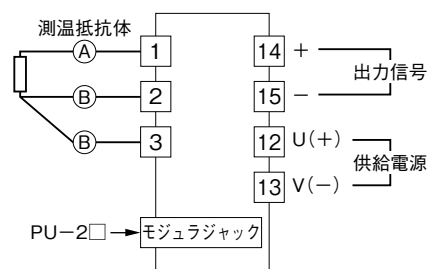 測温抵抗体
A 1
B 2
B 3
14 +
15 −
出力信号
12 U(+)
13 V(−)
供給電源
PU−2□ モジュラジャック